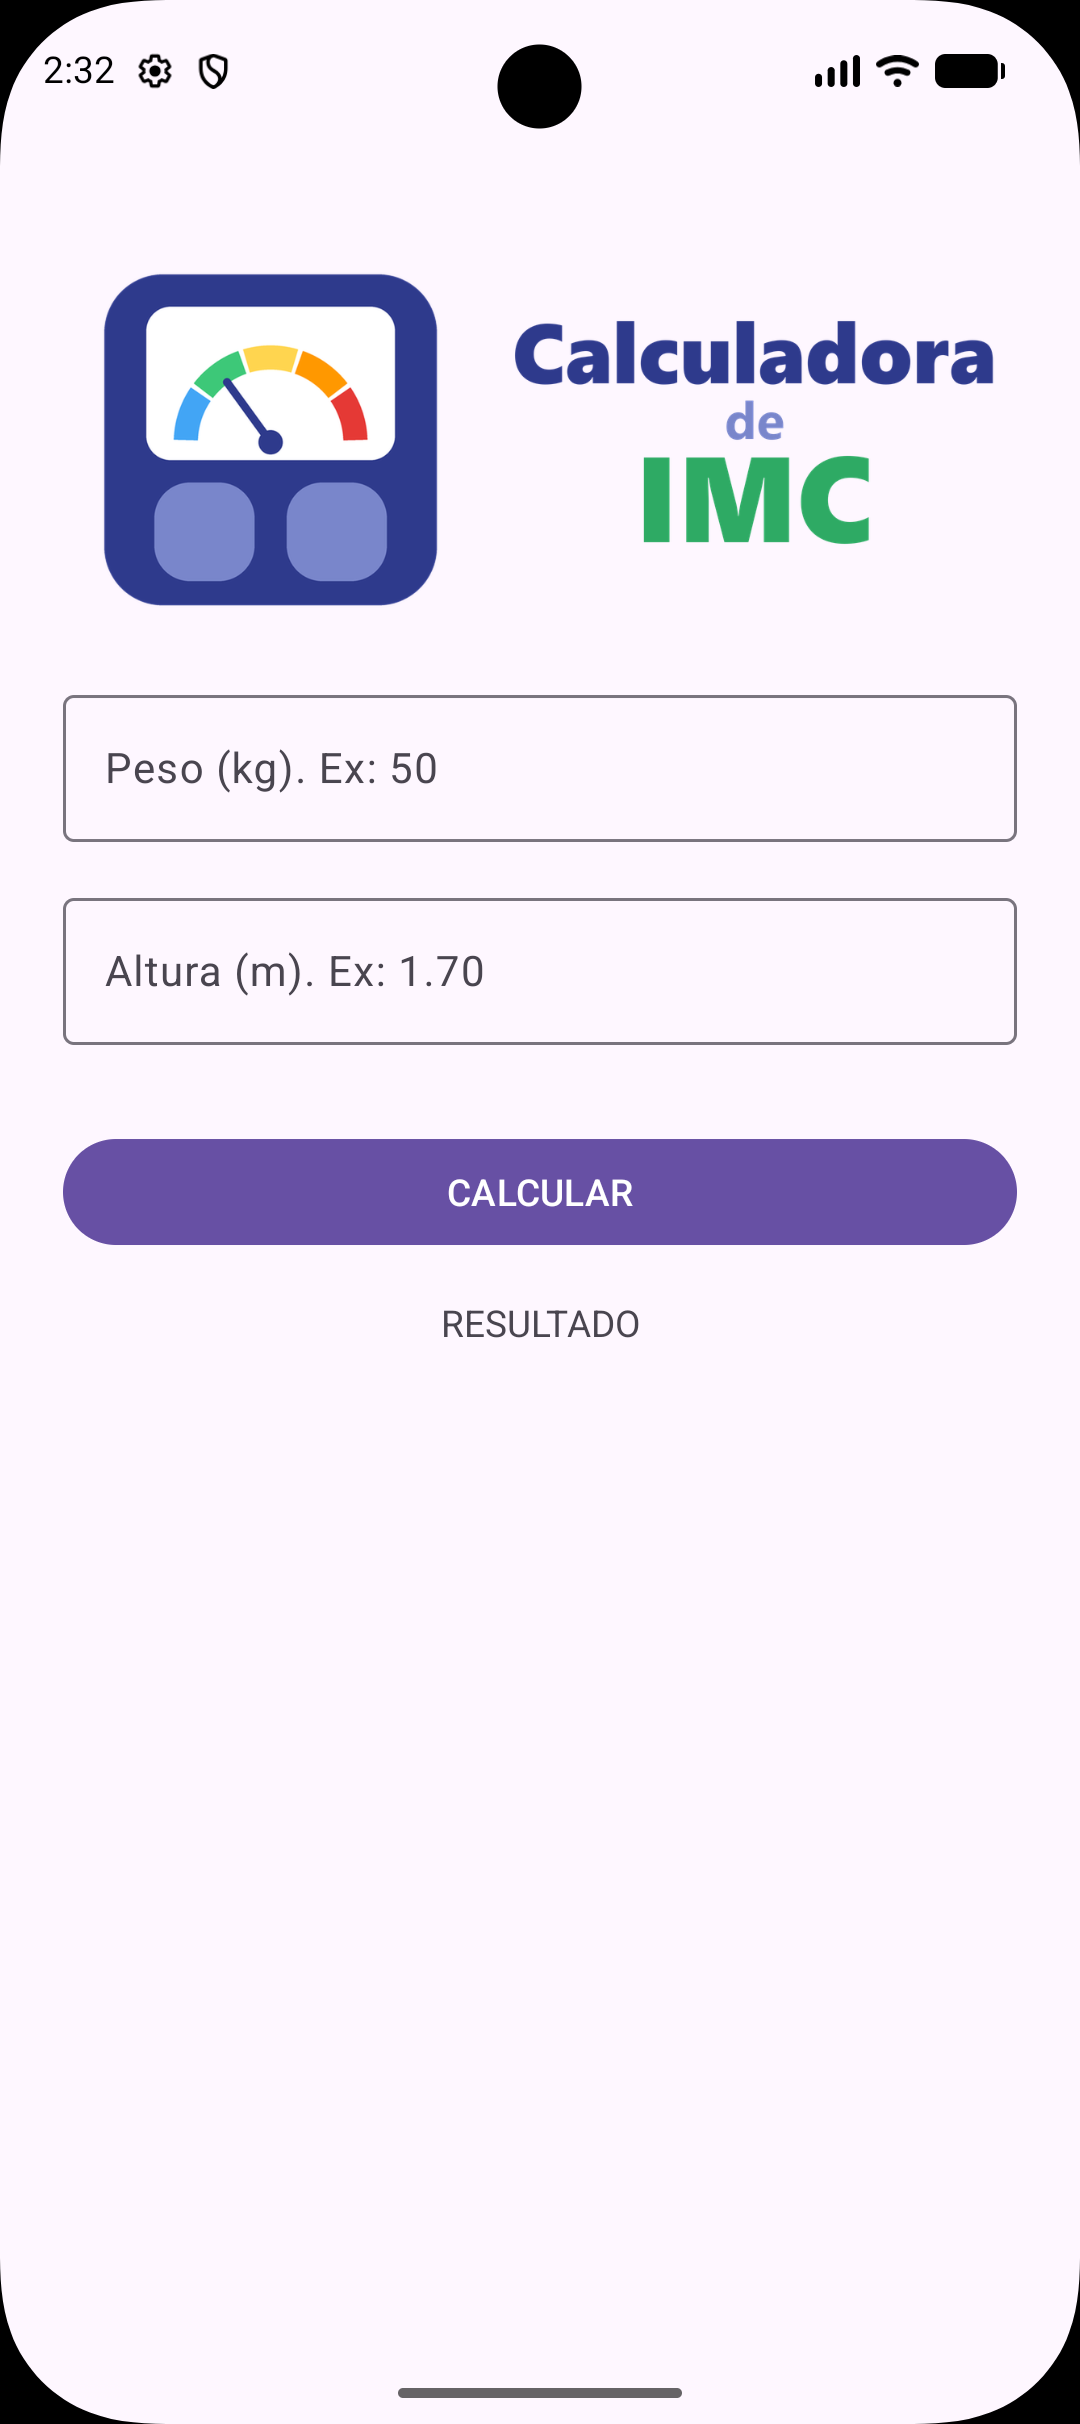 2:32
Calculadora
de
IMC
Peso (kg). Ex: 50
Altura (m). Ex: 1.70
CALCULAR
RESULTADO